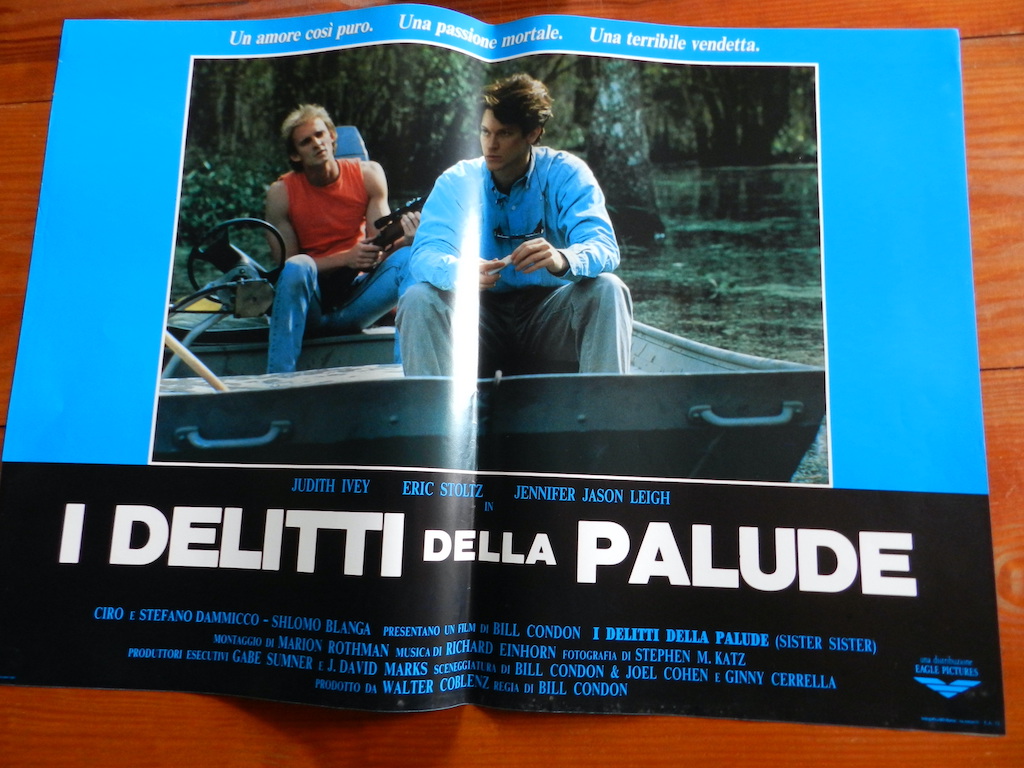 Un amore così puro. Una passione mortale. Una terribile vendetta.
JUDITH IVEY ERIC STOLTZ JENNIFER JASON LEIGH
IN
I DELITTI DELLA PALUDE
CIRO E STEFANO DAMMICCO - SHLOMO BLANGA PRESENTANO UN FILM DI BILL CONDON I DELITTI DELLA PALUDE (SISTER SISTER)
MONTAGGIO DI MARION ROTHMAN MUSICA DI RICHARD EINHORN FOTOGRAFIA DI STEPHEN M. KATZ
PRODUTTORI ESECUTIVI GABE SUMNER E J. DAVID MARKS SCENEGGIATURA DI BILL CONDON & JOEL COHEN E GINNY CERRELLA
PRODOTTO DA WALTER COBLENZ REGIA DI BILL CONDON
una distribuzione
EAGLE PICTURES